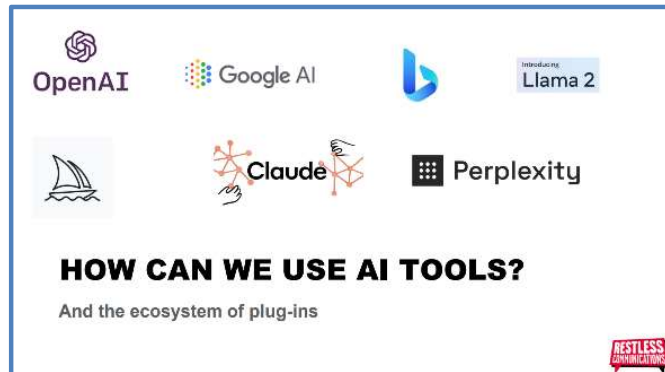 OpenAI
Google AI
Introducing
Llama 2
Claude
Perplexity
HOW CAN WE USE AI TOOLS?
And the ecosystem of plug-ins
RESTLESS
COMMUNICATIONS